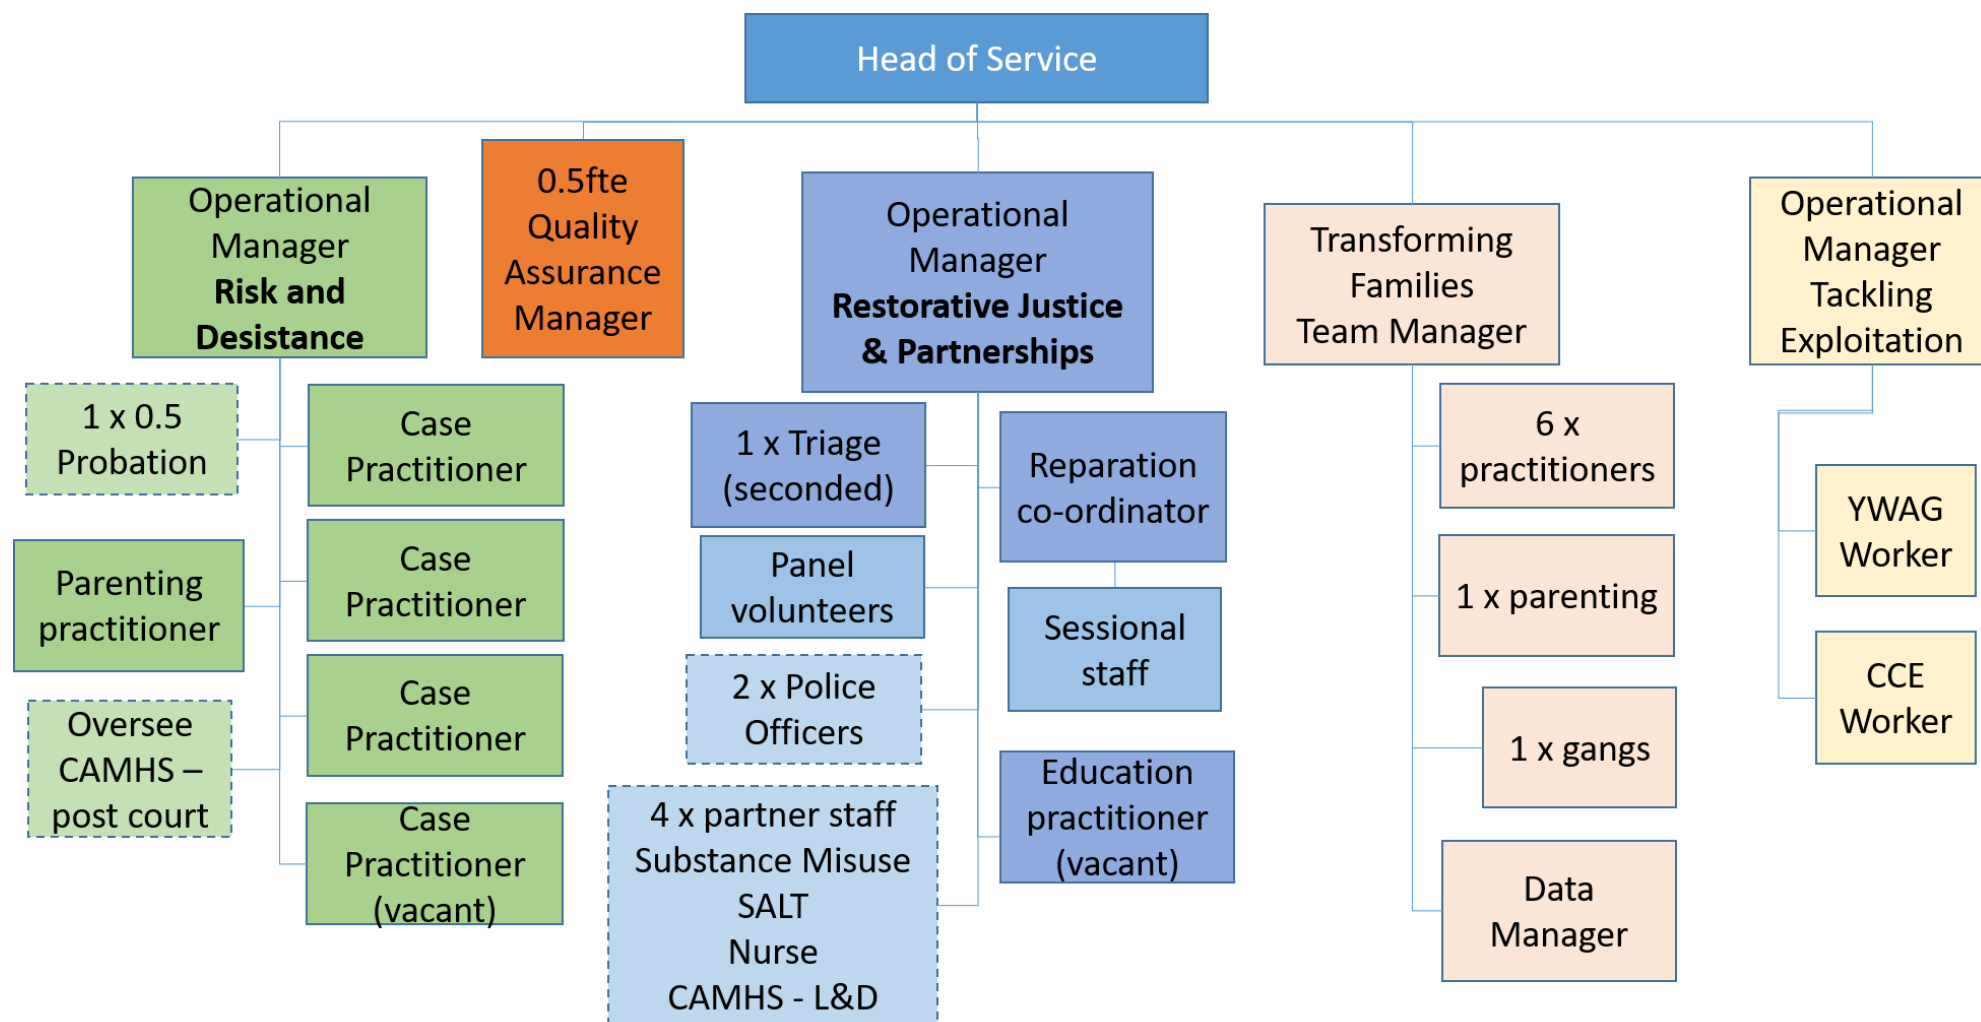 Head of Service
Operational
Manager
Risk and
Desistance
0.5fte
Quality
Assurance
Manager
Operational
Manager
Restorative Justice
& Partnerships
Transforming
Families
Team Manager
Operational
Manager
Tackling
Exploitation
1 x 0.5
Probation
Case
Practitioner
Parenting
practitioner
Case
Practitioner
Oversee
CAMHS –
post court
Case
Practitioner
Case
Practitioner
(vacant)
1 x Triage
(seconded)
Reparation
co-ordinator
Panel
volunteers
Sessional
staff
2 x Police
Officers
Education
practitioner
(vacant)
4 x partner staff
Substance Misuse
SALT
Nurse
CAMHS - L&D
6 x
practitioners
1 x parenting
1 x gangs
Data
Manager
YWAG
Worker
CCE
Worker